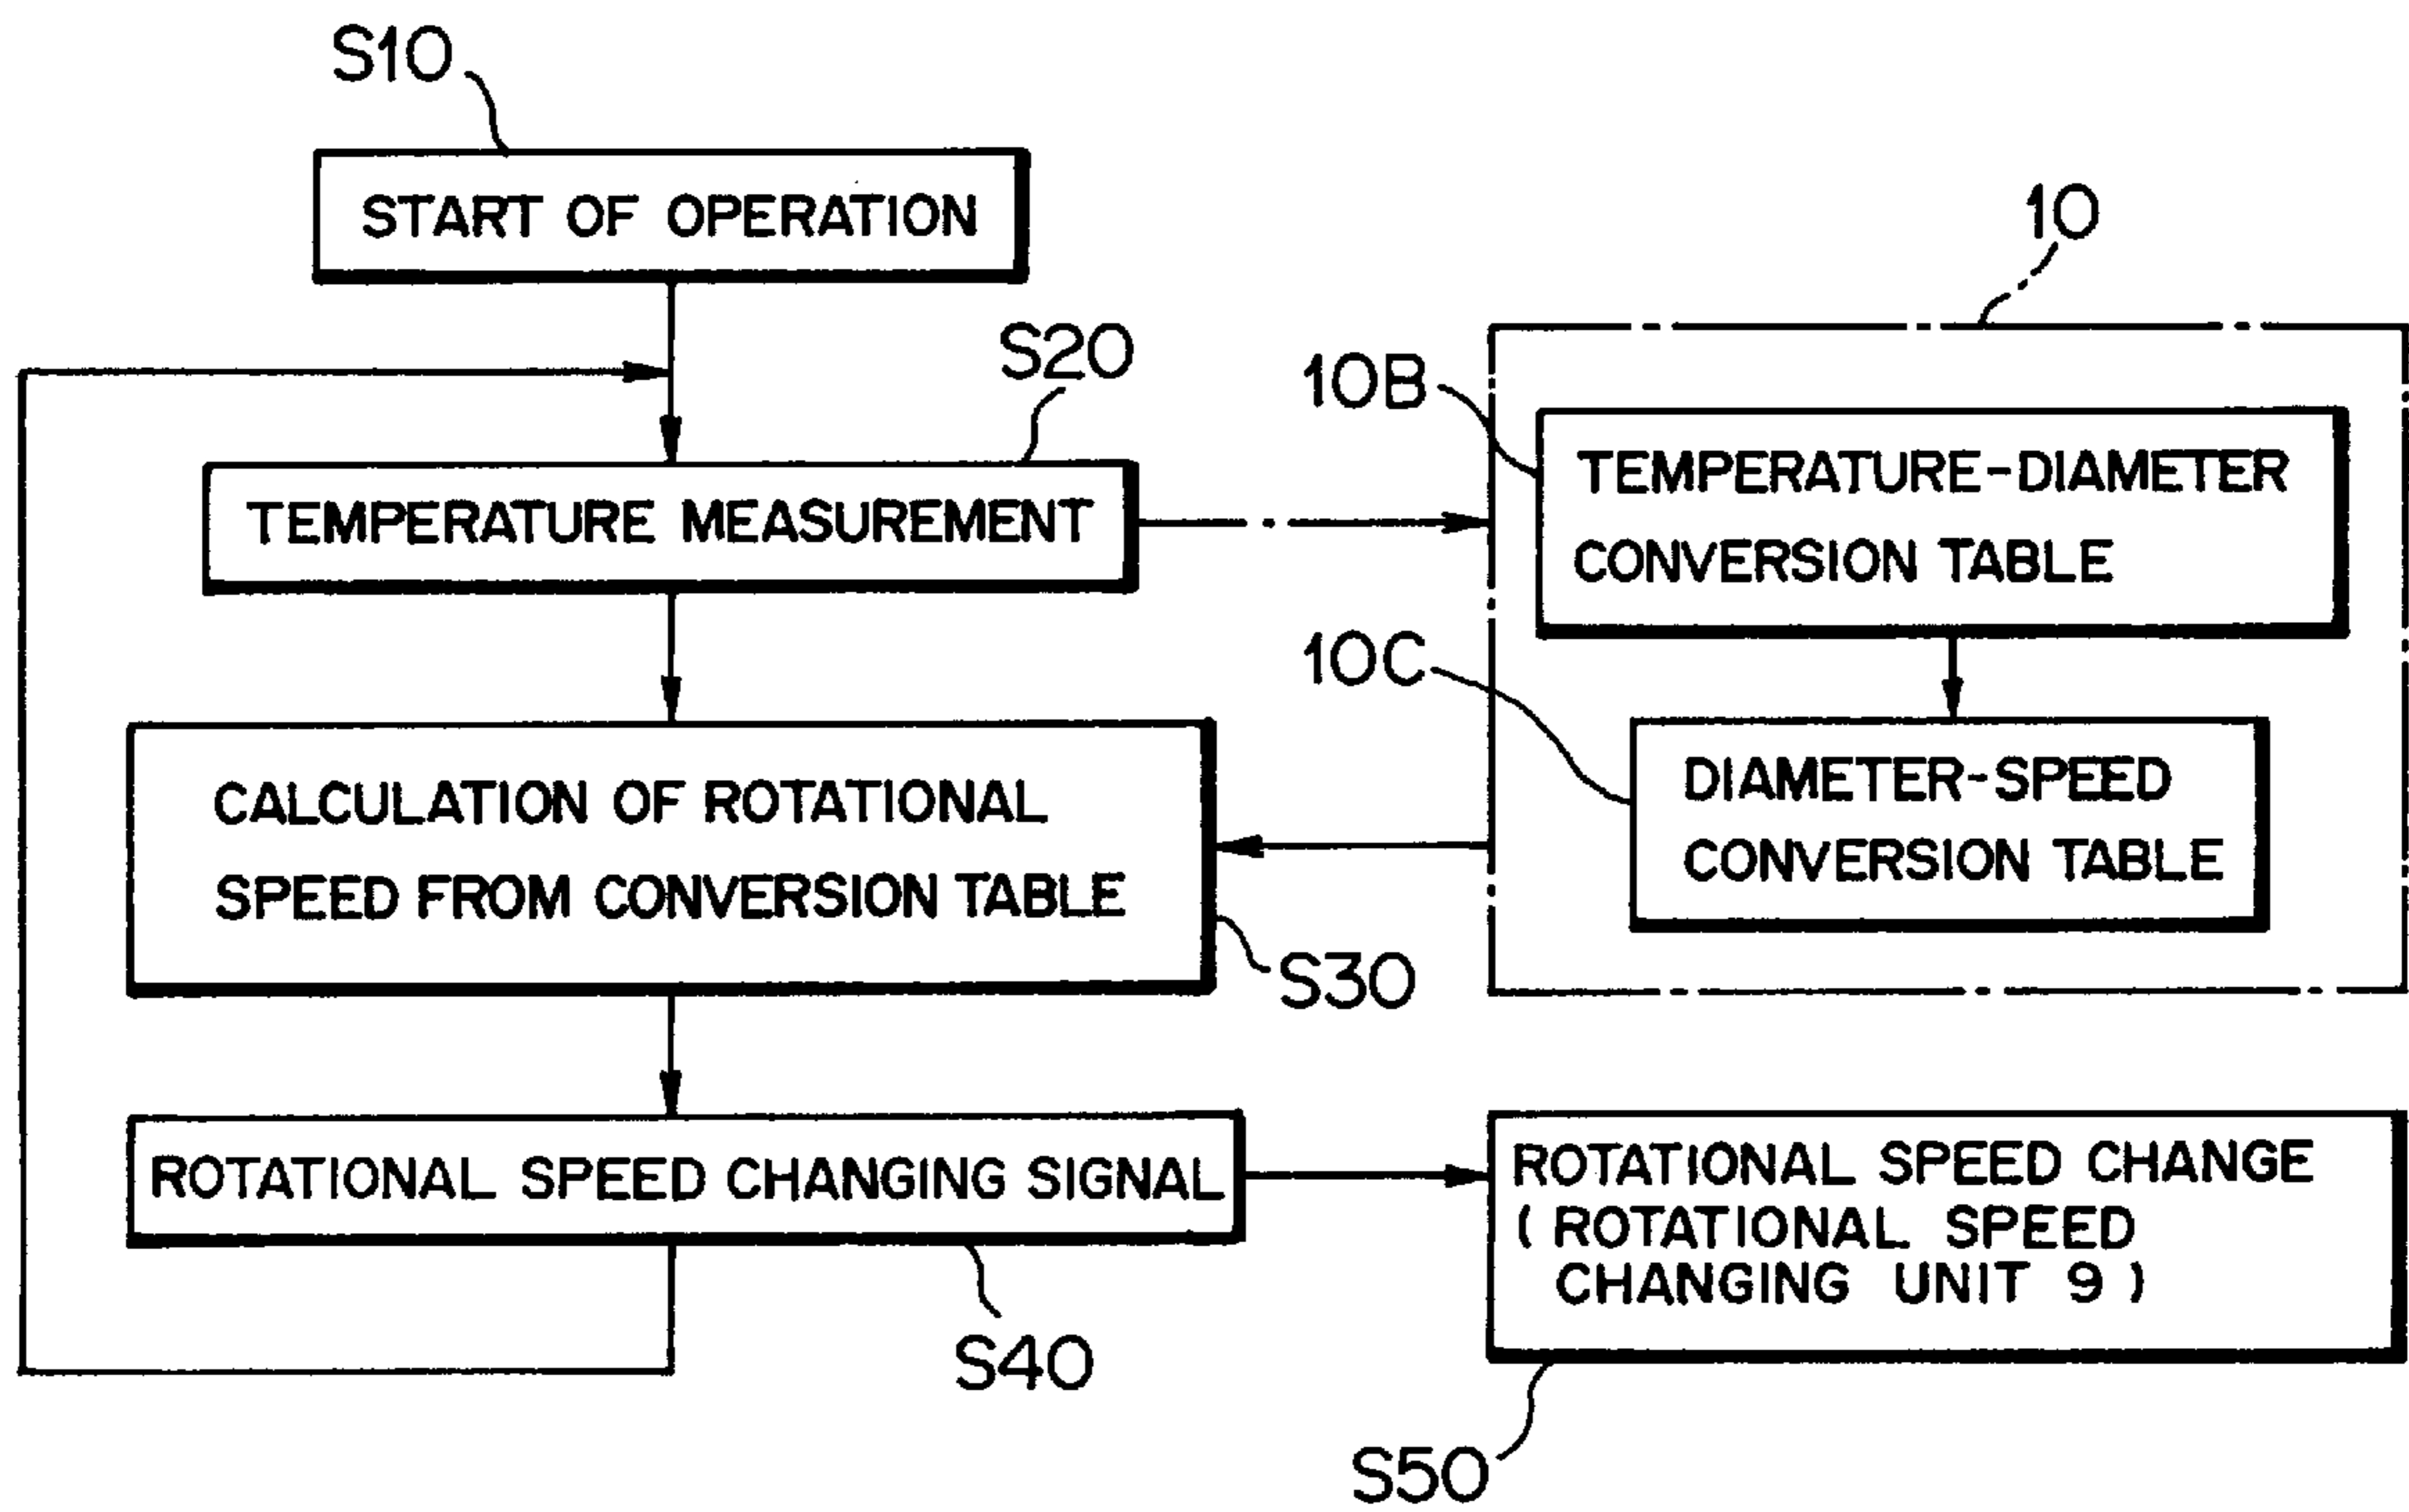 S10
START OF OPERATION
10
S20
10B
TEMPERATURE-DIAMETER
CONVERSION TABLE
TEMPERATURE MEASUREMENT
10C
DIAMETER-SPEED
CONVERSION TABLE
CALCULATION OF ROTATIONAL
SPEED FROM CONVERSION TABLE
S30
ROTATIONAL SPEED CHANGING SIGNAL
ROTATIONAL SPEED CHANGE
( ROTATIONAL SPEED
CHANGING UNIT 9 )
S40
S50